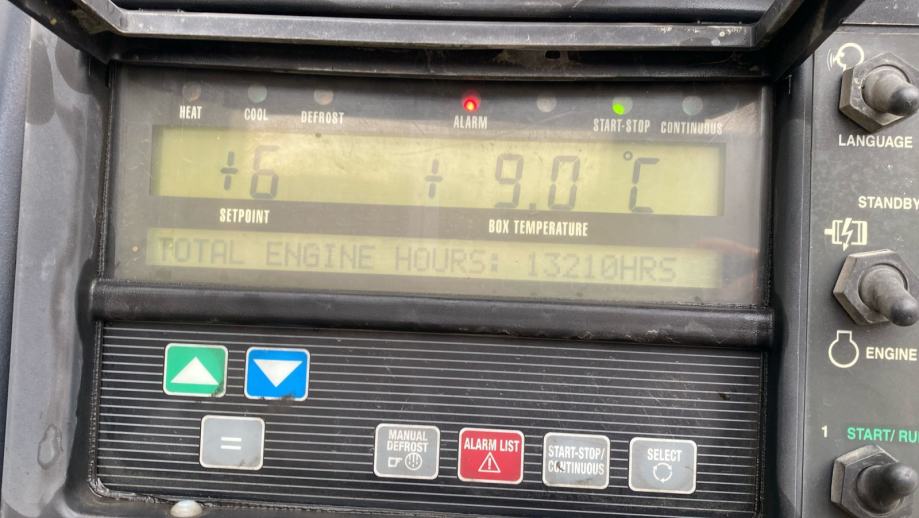 HEAT COOL DEFROST ALARM START-STOP CONTINUOUS
+6 + 9.0 °C
SETPOINT BOX TEMPERATURE
TOTAL ENGINE HOURS: 13210HRS
=
MANUAL DEFROST
ALARM LIST
START-STOP/ CONTINUOUS
SELECT
LANGUAGE
STANDBY
ENGINE
1 START/ RU